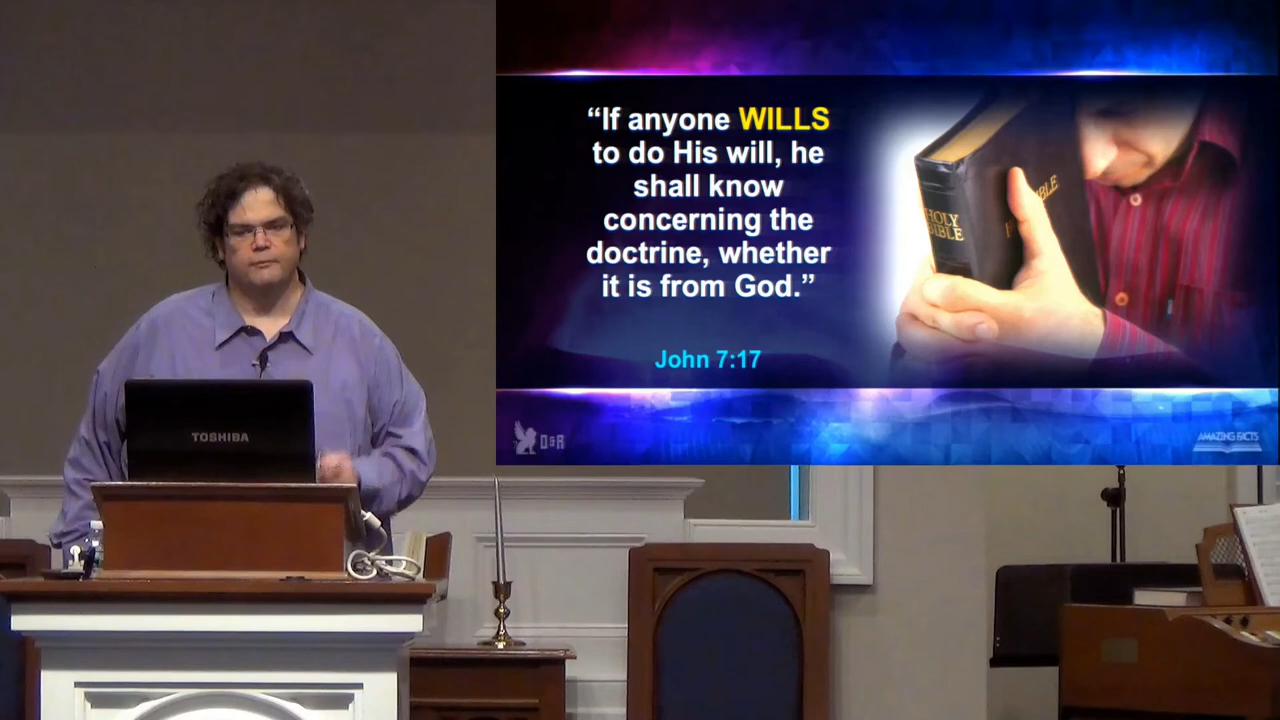 “If anyone WILLS
to do His will, he
shall know
concerning the
doctrine, whether
it is from God.”
John 7:17
HOLY
BIBLE
TOSHIBA
D&R
AMAZING FACTS